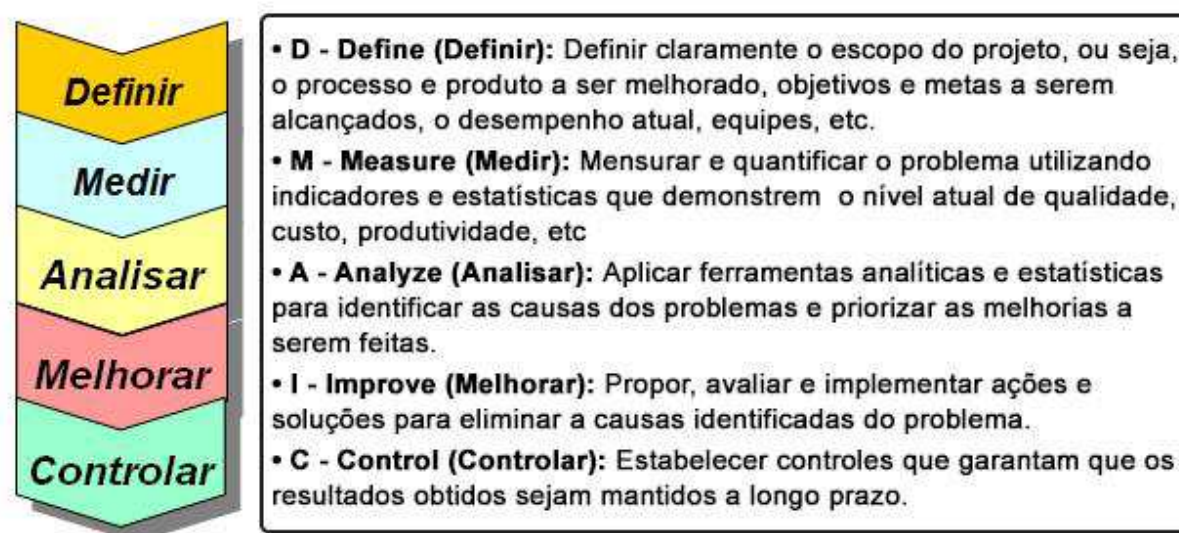 Definir
Medir
Analisar
Melhorar
Controlar
• D - Define (Definir): Definir claramente o escopo do projeto, ou seja,
o processo e produto a ser melhorado, objetivos e metas a serem
alcançados, o desempenho atual, equipes, etc.
• M - Measure (Medir): Mensurar e quantificar o problema utilizando
indicadores e estatísticas que demonstrem o nível atual de qualidade,
custo, produtividade, etc
• A - Analyze (Analisar): Aplicar ferramentas analíticas e estatísticas
para identificar as causas dos problemas e priorizar as melhorias a
serem feitas.
• I - Improve (Melhorar): Propor, avaliar e implementar ações e
soluções para eliminar a causas identificadas do problema.
• C - Control (Controlar): Estabelecer controles que garantam que os
resultados obtidos sejam mantidos a longo prazo.